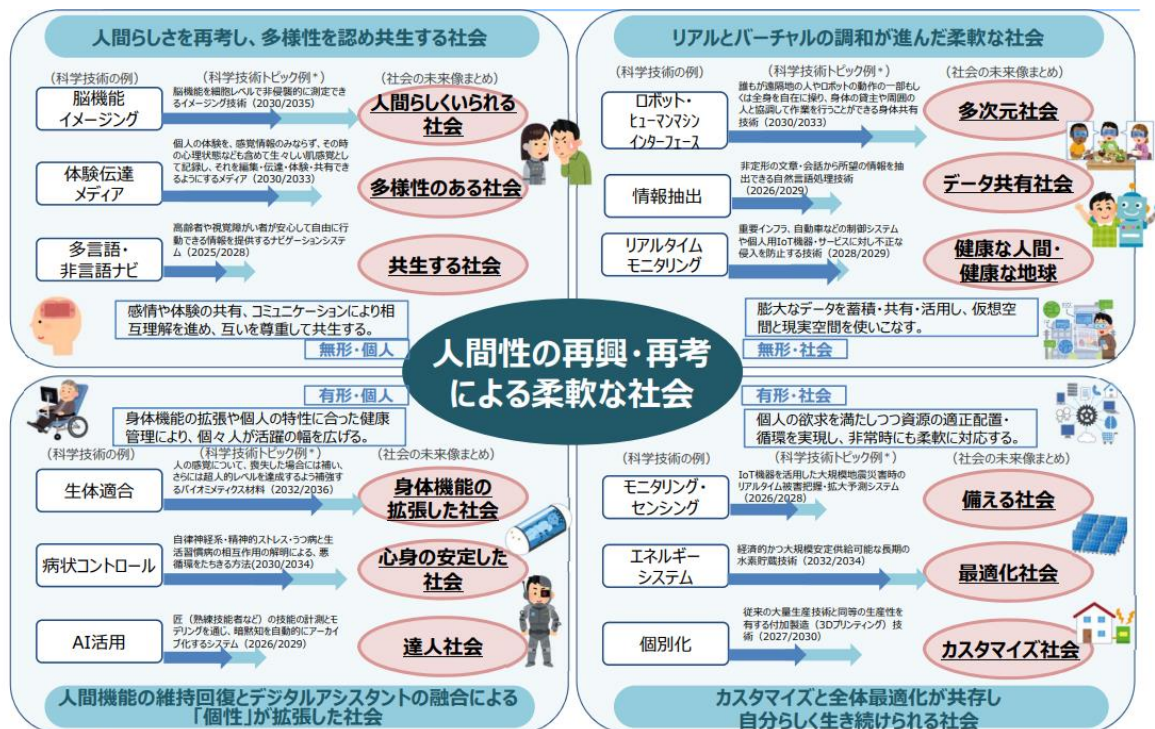 人間らしさを再考し、多様性を認め共生する社会
（科学技術の例）
（科学技術トピック例*）
（社会の未来像まとめ）
脳機能
イメージング
脳機能を細胞レベルで非侵襲的に測定でき
るイメージング技術（2030/2035）
人間らしくいられる
社会
体験伝達
メディア
個人の体験を、感覚情報のみならず、その時
の心理状態なども含めて生々しい肌感覚とし
て記録し、それを編集・伝達・体験・共有でき
るようにするメディア（2030/2033）
多様性のある社会
多言語・
非言語ナビ
高齢者や視覚障がい者が安心して自由に行
動できる情報を提供するナビゲーションシステ
ム（2025/2028）
共生する社会
感情や体験の共有、コミュニケーションにより相
互理解を進め、互いを尊重して共生する。
無形・個人
リアルとバーチャルの調和が進んだ柔軟な社会
（科学技術の例）
（科学技術トピック例*）
（社会の未来像まとめ）
ロボット・
ヒューマンマシン
インターフェース
誰もが遠隔地の人やロボットの動作の一部もし
くは全身を自在に操り、身体の貸主や周囲の
人と協調して作業を行うことができる身体共有
技術（2030/2033）
多次元社会
情報抽出
非定形の文章・会話から所望の情報を抽
出できる自然言語処理技術
（2026/2029）
データ共有社会
リアルタイム
モニタリング
重要インフラ、自動車などの制御システム
や個人用IoT機器・サービスに対し不正な
侵入を防止する技術（2028/2029）
健康な人間・
健康な地球
膨大なデータを蓄積・共有・活用し、仮想空
間と現実空間を使いこなす。
無形・社会
人間性の再興・再考
による柔軟な社会
有形・個人
身体機能の拡張や個人の特性に合った健康
管理により、個々人が活躍の幅を広げる。
（科学技術の例）
（科学技術トピック例*）
（社会の未来像まとめ）
生体適合
人の感覚について、喪失した場合には補い、
さらには超人的レベルを達成するよう補強す
るバイオミメティクス材料（2032/2036）
身体機能の
拡張した社会
病状コントロール
自律神経系・精神的ストレス・うつ病と生
活習慣病の相互作用の解明による、悪
循環をたちきる方法（2030/2034）
心身の安定した
社会
AI活用
匠（熟練技能者など）の技能の計測とモ
デリングを通じ、暗黙知を自動的にアーカイ
ブ化するシステム（2026/2029）
達人社会
人間機能の維持回復とデジタルアシスタントの融合による
「個性」が拡張した社会
有形・社会
個人の欲求を満たしつつ資源の適正配置・
循環を実現し、非常時にも柔軟に対応する。
（科学技術の例）
（科学技術トピック例*）
（社会の未来像まとめ）
モニタリング・
センシング
IoT機器を活用した大規模地震災害時の
リアルタイム被害把握・拡大予測システム
（2026/2028）
備える社会
エネルギー
システム
経済的かつ大規模安定供給可能な長期の
水素貯蔵技術（2032/2034）
最適化社会
個別化
従来の大量生産技術と同等の生産性を
有する付加製造（3Dプリンティング）技
術（2027/2030）
カスタマイズ社会
カスタマイズと全体最適化が共存し
自分らしく生き続けられる社会